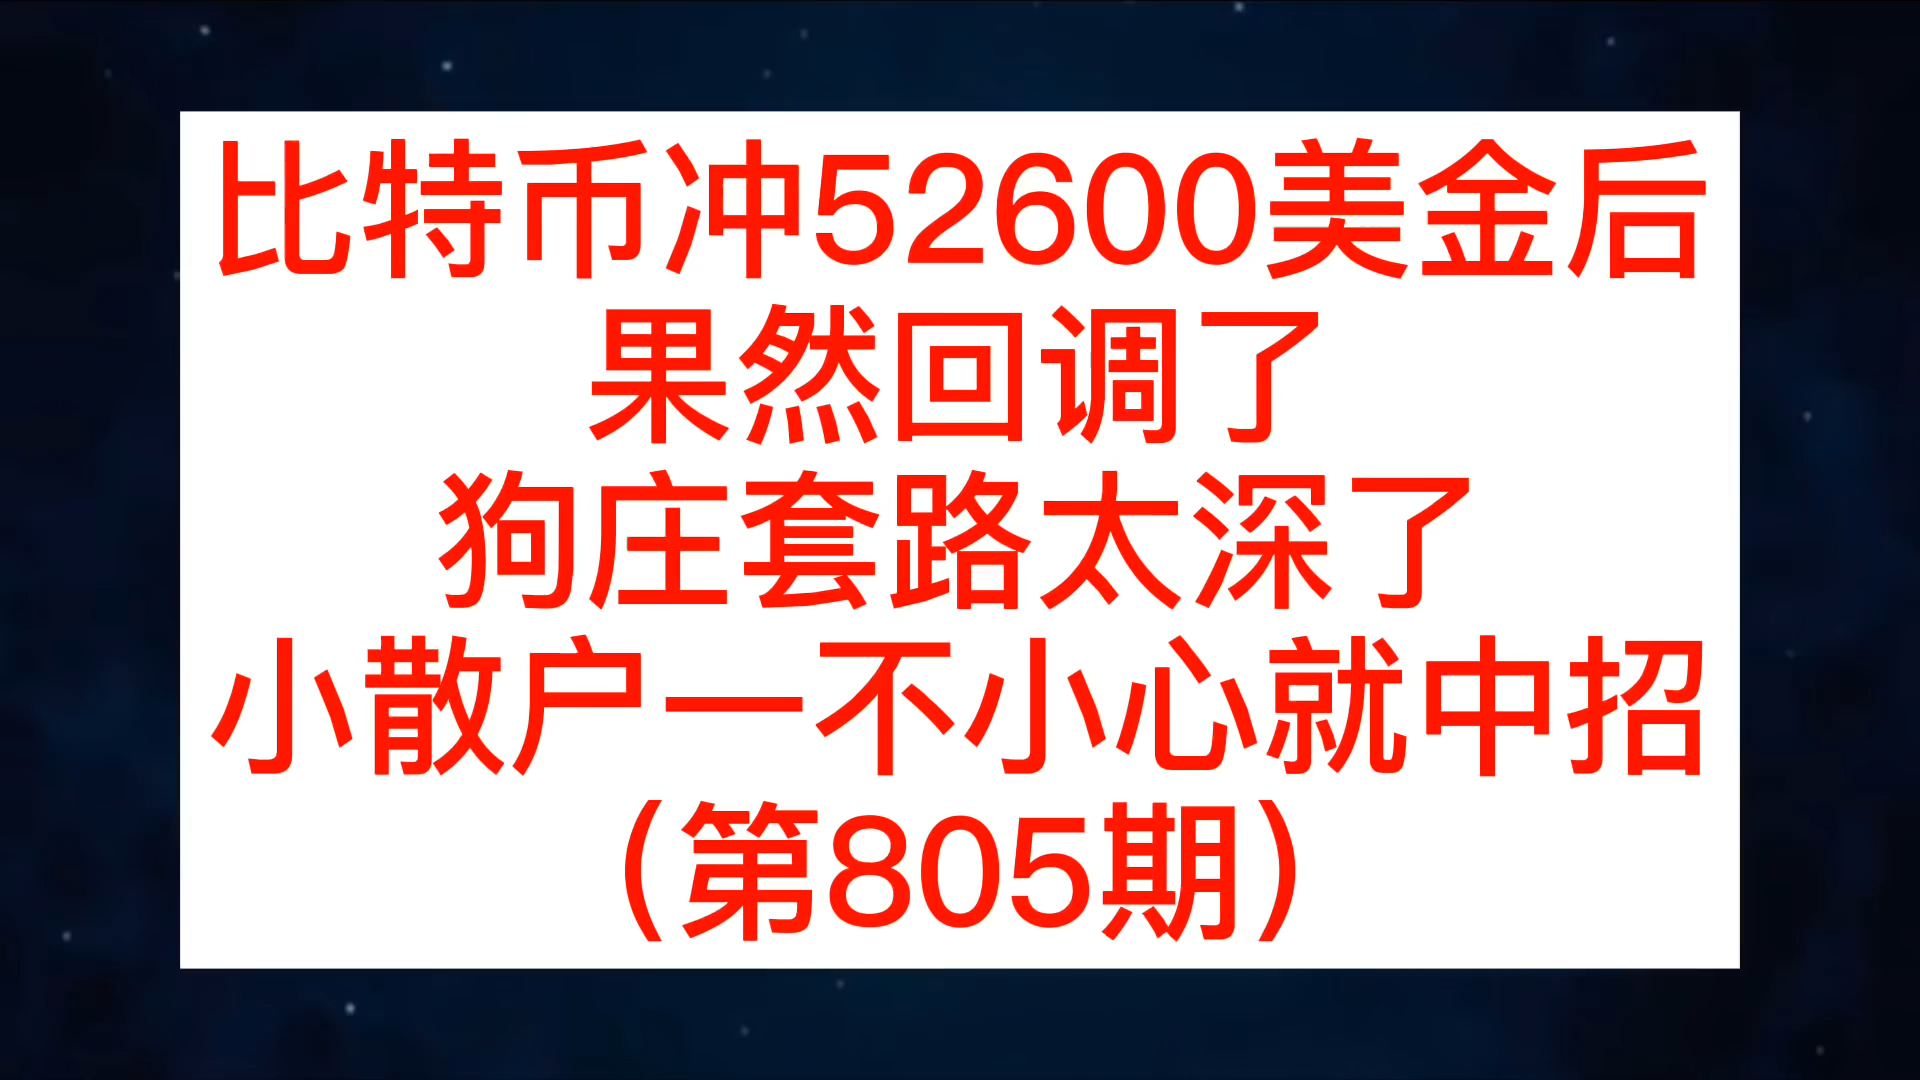 比特币冲52600美金后
果然回调了
狗庄套路太深了
小散户一不小心就中招
（第805期）